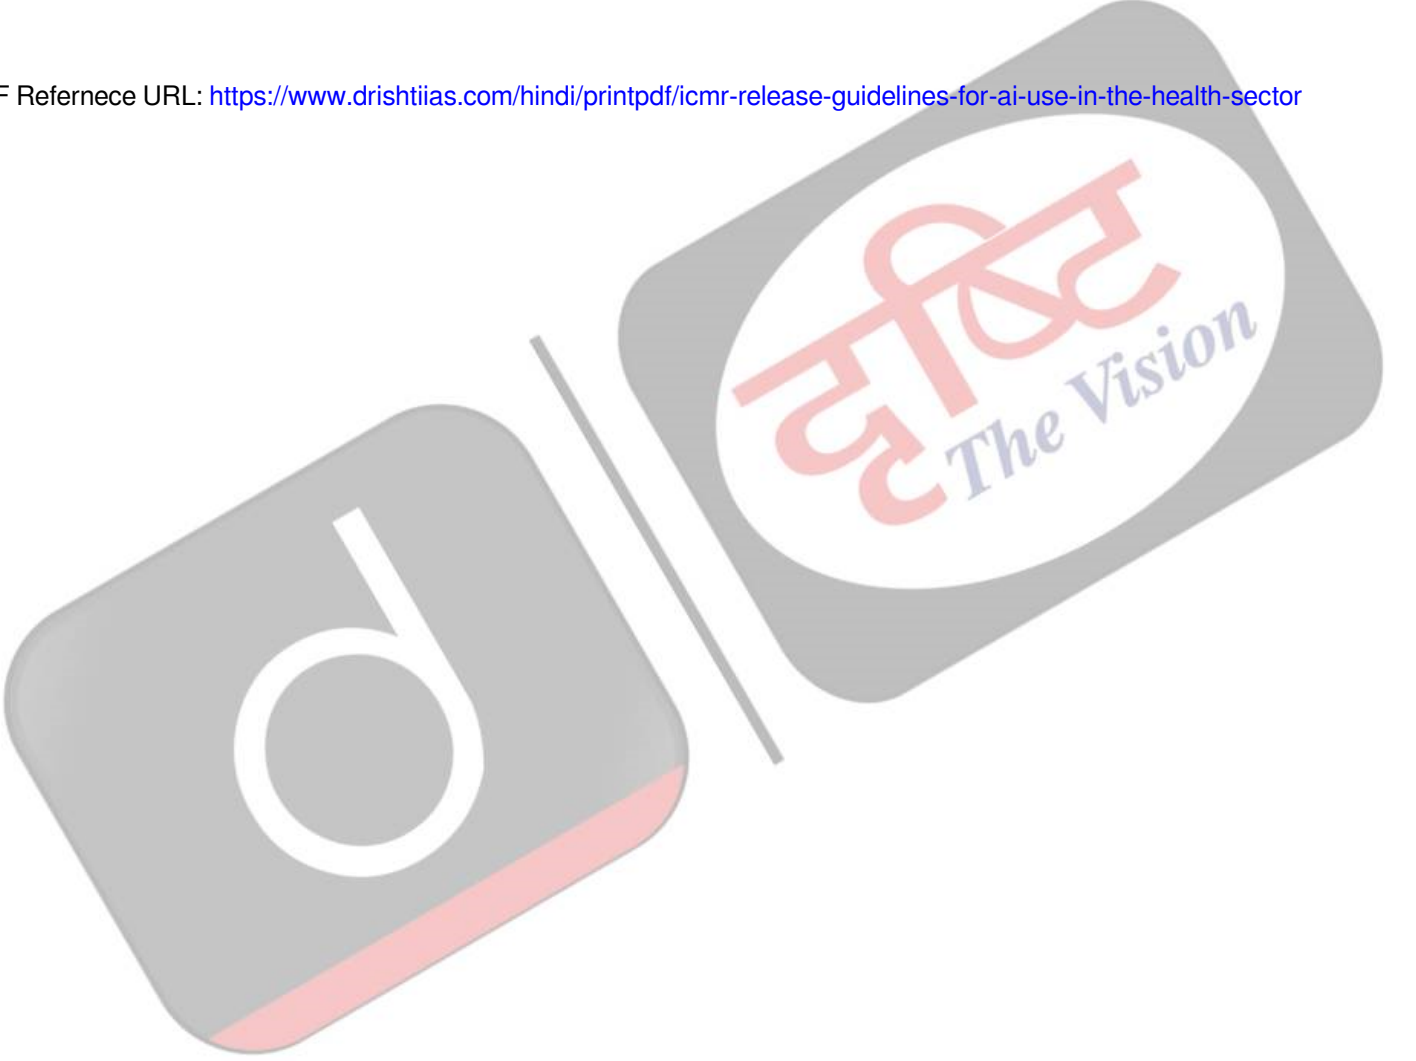 F Refernece URL: https://www.drishtiias.com/hindi/printpdf/icmr-release-guidelines-for-ai-use-in-the-health-sector
दृष्टि
The Vision
d